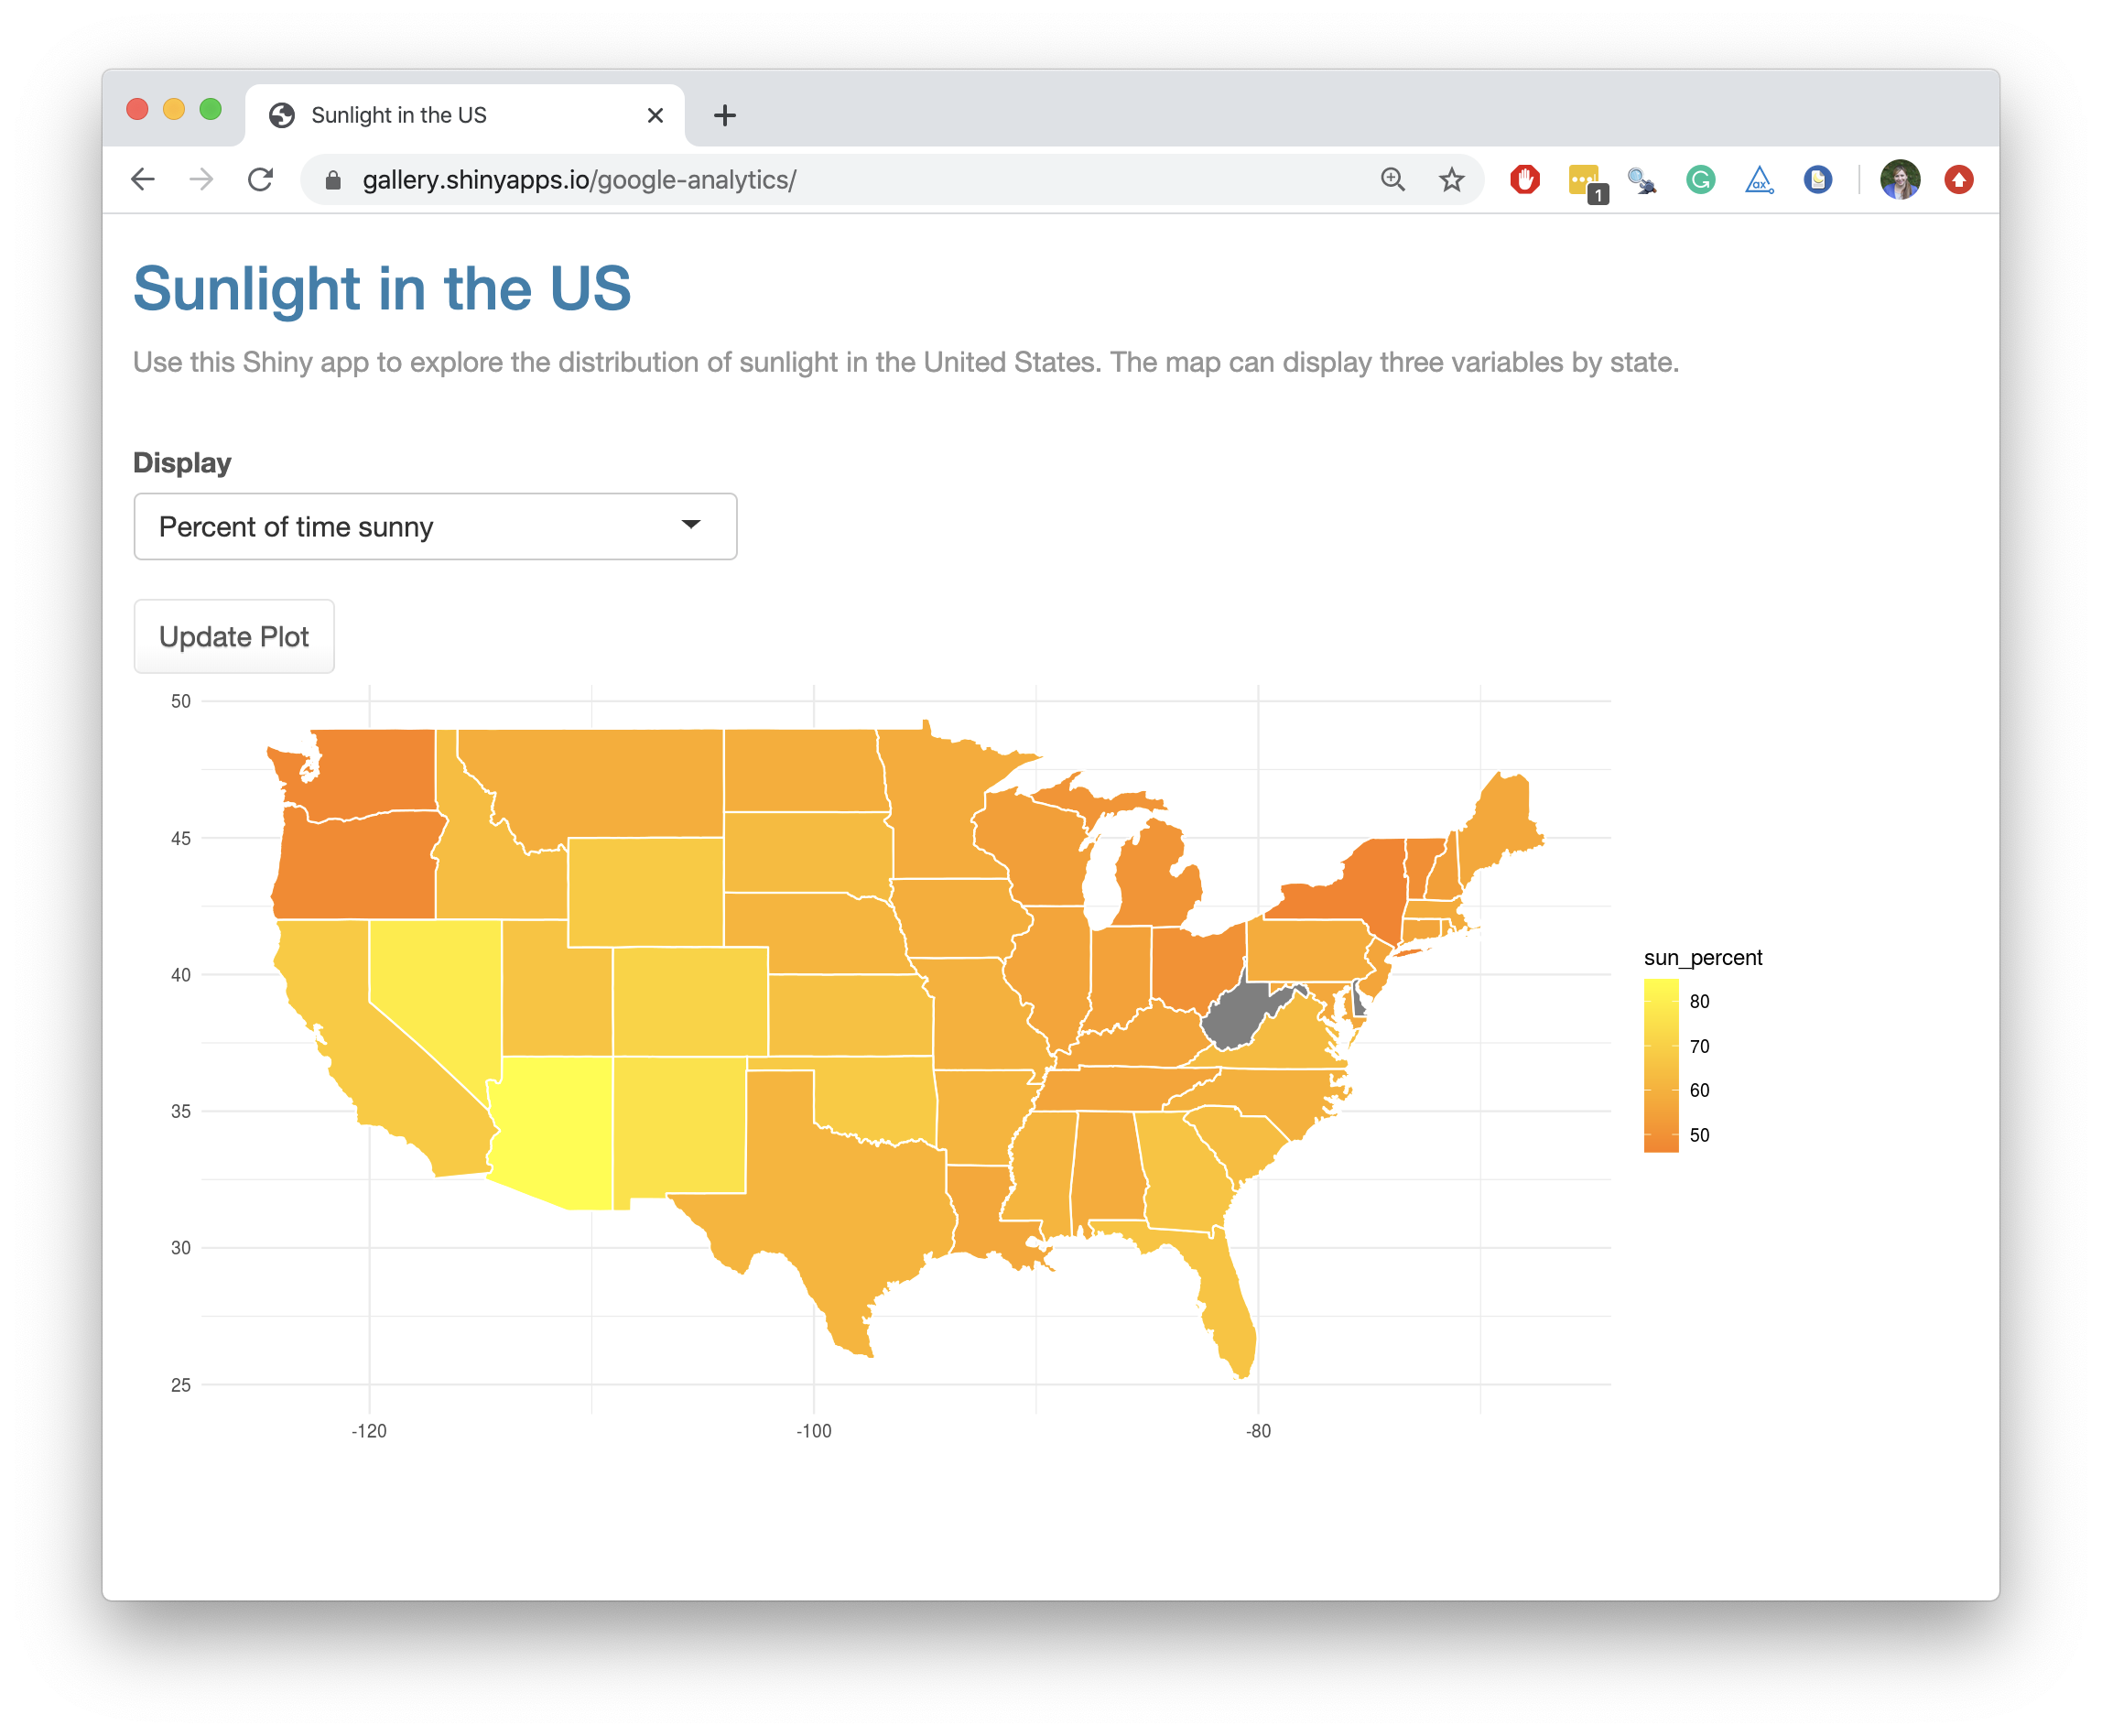 Sunlight in the US
gallery.shinyapps.io/google-analytics/
1
ax
Sunlight in the US
Use this Shiny app to explore the distribution of sunlight in the United States. The map can display three variables by state.
Display
Percent of time sunny
Update Plot
50
45
40
35
30
25
-120
-100
-80
sun_percent
80
70
60
50